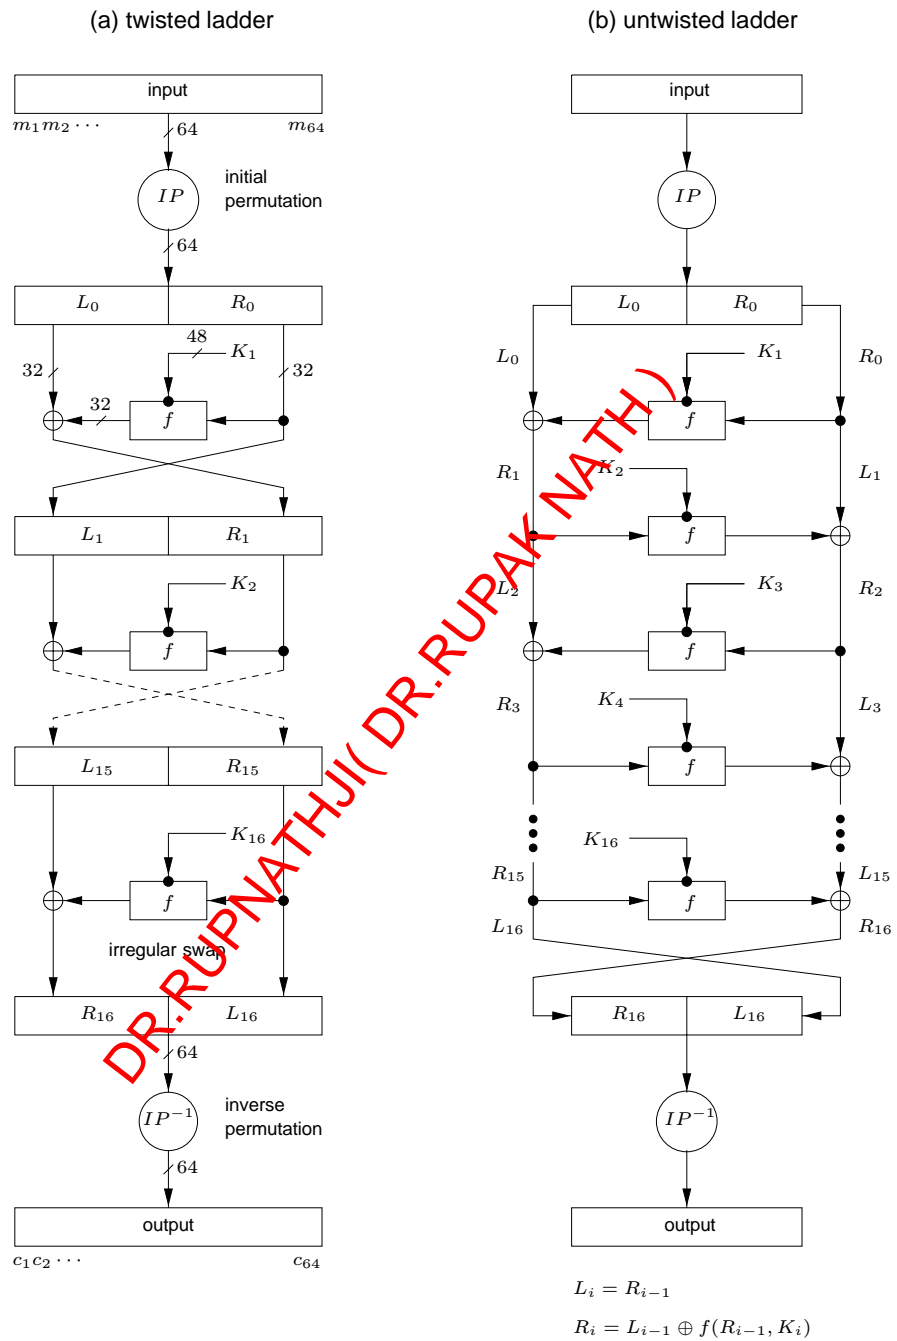 (a) twisted ladder
input
m₁m₂ ⋯ m₆₄
64
IP
initial
permutation
64
L₀ R₀
48
K₁
32 32
32
f
L₁ R₁
K₂
f
L₁₅ R₁₅
K₁₆
f
irregular swap
R₁₆ L₁₆
64
IP⁻¹
inverse
permutation
64
output
c₁c₂ ⋯ c₆₄
(b) untwisted ladder
input
IP
L₀ R₀
L₀ K₁ R₀
f
R₁ K₂ L₁
f
L₂ K₃ R₂
f
R₃ K₄ L₃
f
K₁₆
R₁₅ L₁₅
f
L₁₆ R₁₆
R₁₆ L₁₆
IP⁻¹
output
Lᵢ = Rᵢ₋₁
Rᵢ = Lᵢ₋₁ ⊕ f(Rᵢ₋₁, Kᵢ)
DR.RUPNATHJI( DR.RUPAK NATH )